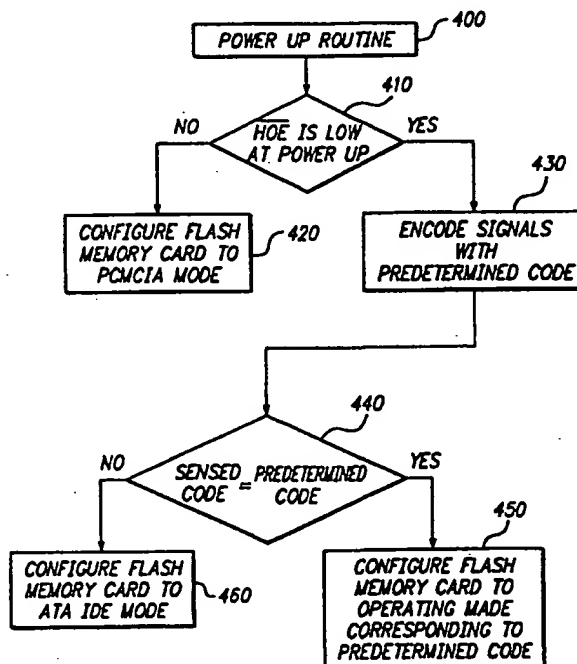 POWER UP ROUTINE
400
410
NO
H̅O̅E̅ IS LOW
AT POWER UP
YES
430
CONFIGURE FLASH
MEMORY CARD TO
PCMCIA MODE
420
ENCODE SIGNALS
WITH
PREDETERMINED CODE
440
NO
SENSED CODE = PREDETERMINED CODE
YES
450
CONFIGURE FLASH
MEMORY CARD TO
ATA IDE MODE
460
CONFIGURE FLASH
MEMORY CARD TO
OPERATING MADE
CORRESPONDING TO
PREDETERMINED CODE